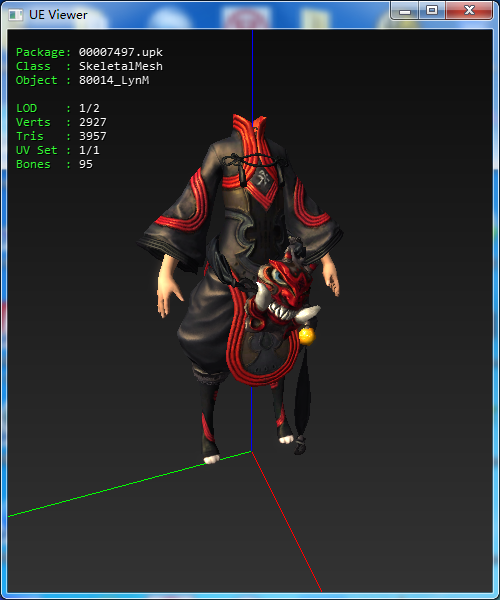 UE Viewer
Package: 00007497.upk
Class : SkeletalMesh
Object : 80014_LynM
LOD : 1/2
Verts : 2927
Tris : 3957
UV Set : 1/1
Bones : 95